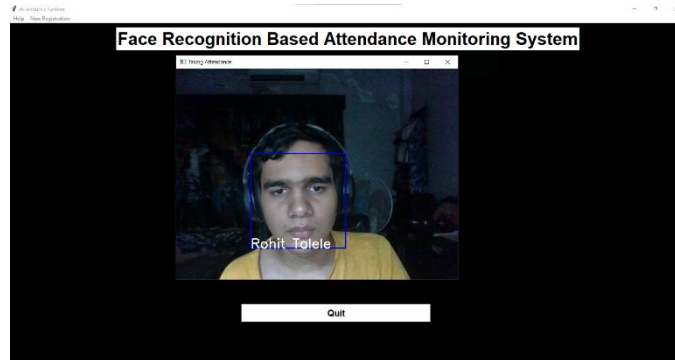 Attendance System
Help New Registration
Face Recognition Based Attendance Monitoring System
Taking Attendance
Rohit Talele
Quit